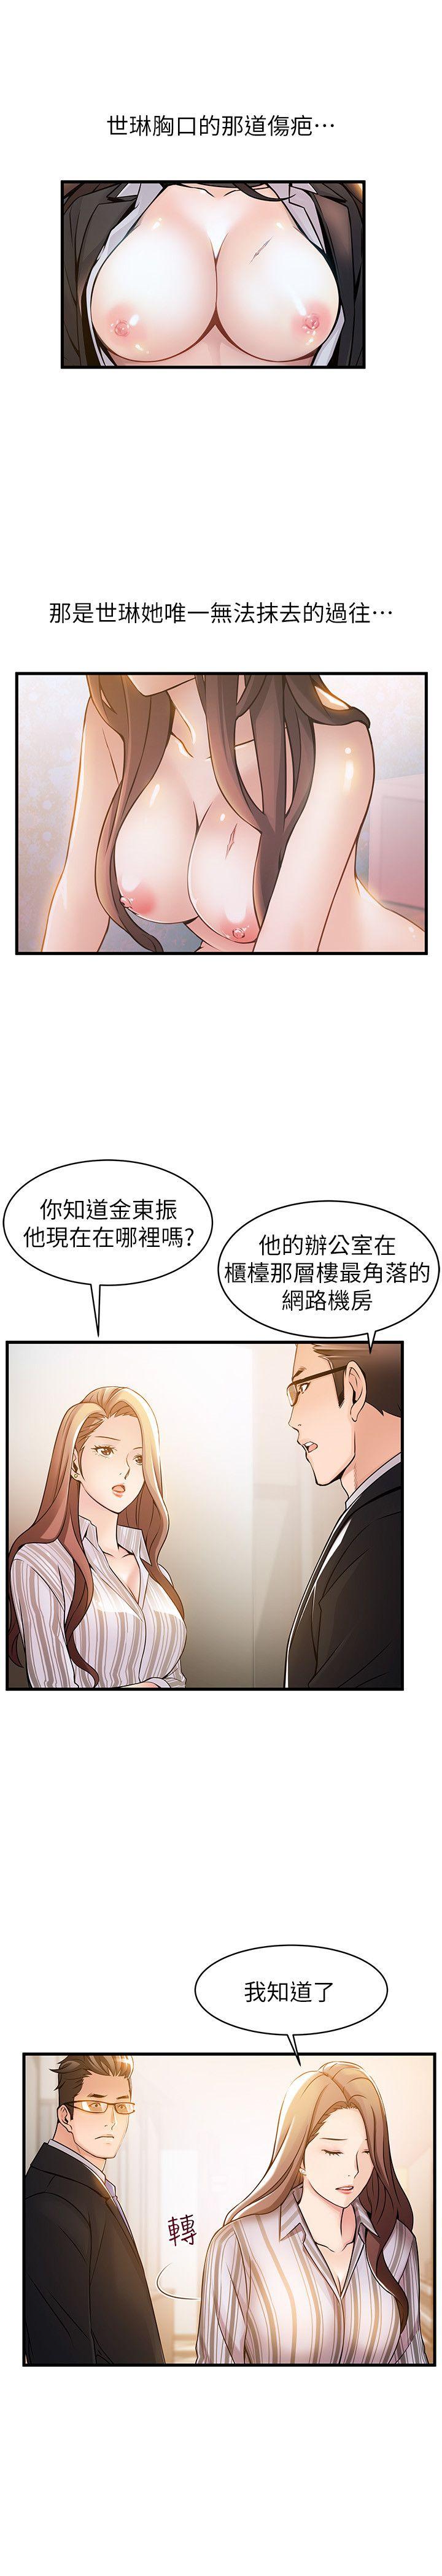 世琳胸口的那道傷疤…
那是世琳她唯一無法抹去的過往…
你知道金東振
他現在在哪裡嗎?
他的辦公室在
櫃檯那層樓最角落的
網路機房
我知道了
轉